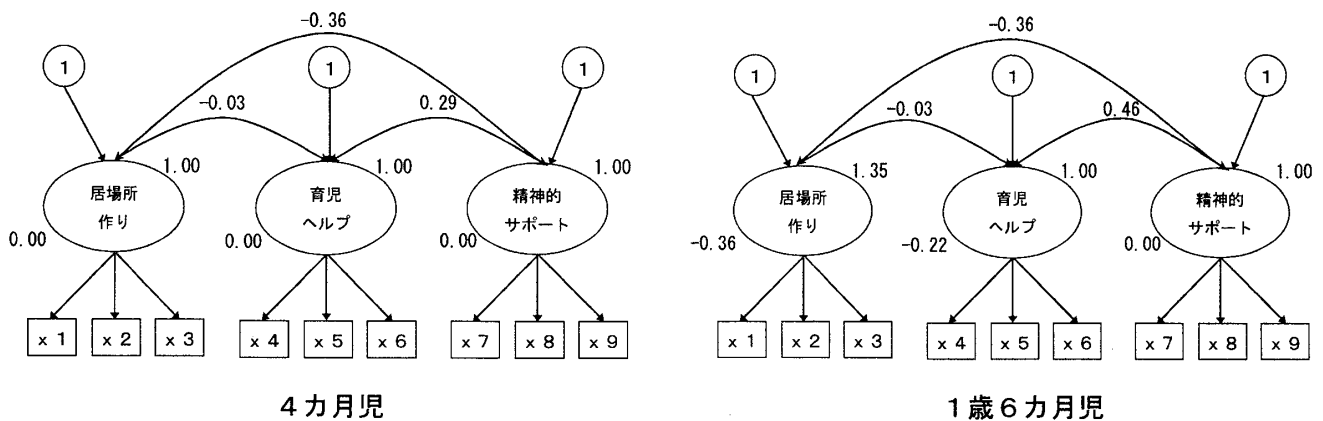 -0.36
1
1
1
-0.03
0.29
1.00
1.00
1.00
居場所
作り
育児
ヘルプ
精神的
サポート
0.00
0.00
0.00
x 1
x 2
x 3
x 4
x 5
x 6
x 7
x 8
x 9
4カ月児
-0.36
1
1
1
-0.03
0.46
1.35
1.00
1.00
居場所
作り
育児
ヘルプ
精神的
サポート
-0.36
-0.22
0.00
x 1
x 2
x 3
x 4
x 5
x 6
x 7
x 8
x 9
1歳6カ月児